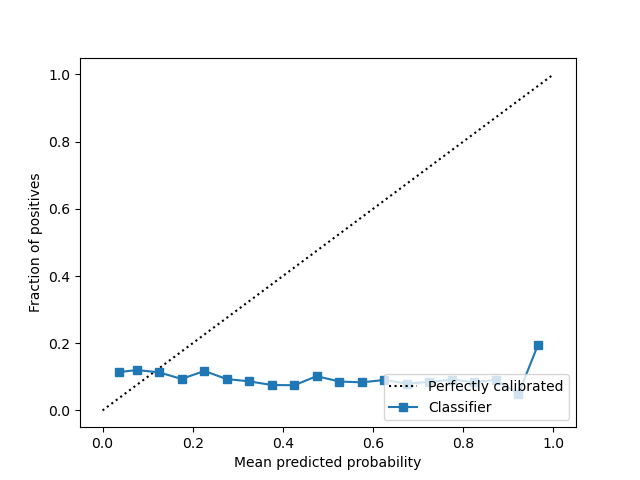 1.0
0.8
0.6
0.4
0.2
0.0
Fraction of positives
0.0 0.2 0.4 0.6 0.8 1.0
Mean predicted probability
Perfectly calibrated
Classifier